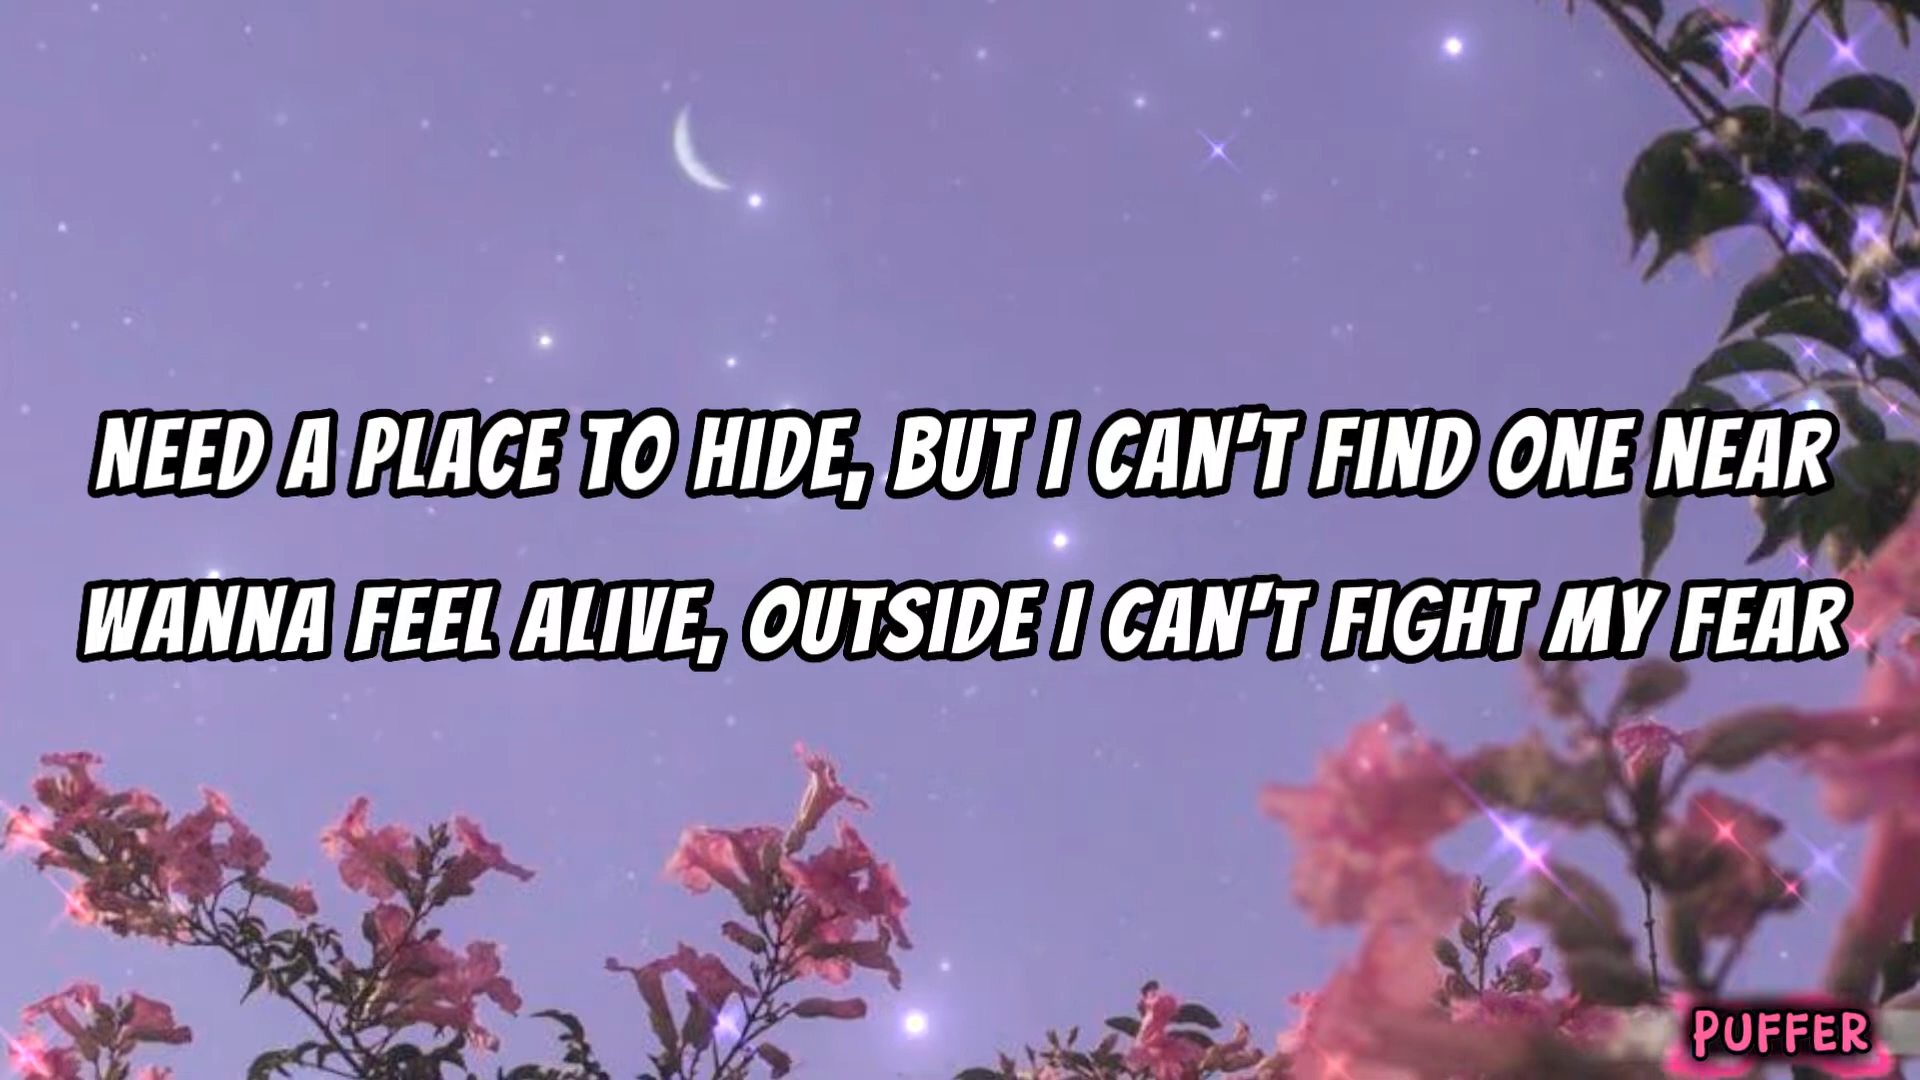 NEED A PLACE TO HIDE, BUT I CAN'T FIND ONE NEAR
WANNA FEEL ALIVE, OUTSIDE I CAN'T FIGHT MY FEAR
PUFFER